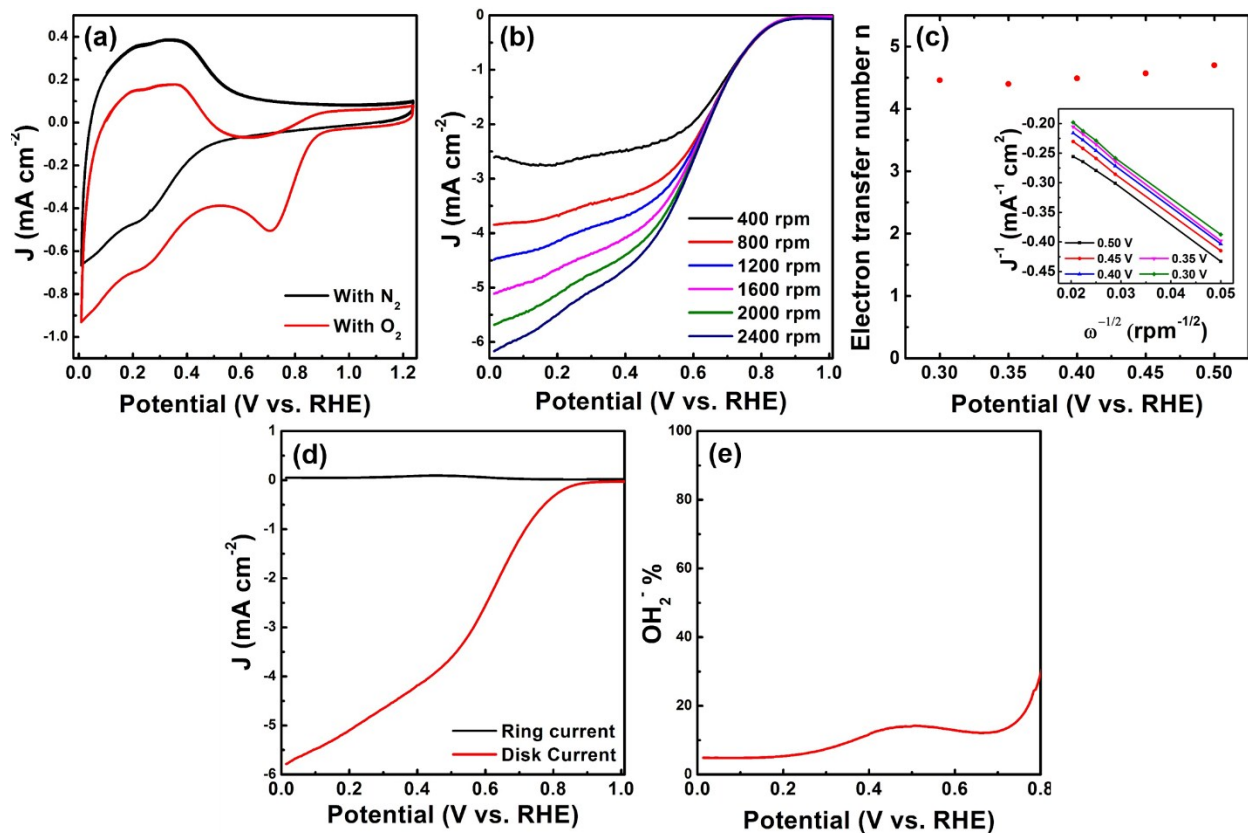 (a)
J (mA cm⁻²)
0.4
0.2
0.0
-0.2
-0.4
-0.6
-0.8
-1.0
With N₂
With O₂
0.0 0.2 0.4 0.6 0.8 1.0 1.2
Potential (V vs. RHE)
(b)
J (mA cm⁻²)
0
-1
-2
-3
-4
-5
-6
400 rpm
800 rpm
1200 rpm
1600 rpm
2000 rpm
2400 rpm
0.0 0.2 0.4 0.6 0.8 1.0
Potential (V vs. RHE)
(c)
Electron transfer number n
5
4
3
2
1
0
J⁻¹ (mA⁻¹ cm²)
-0.20
-0.25
-0.30
-0.35
-0.40
-0.45
0.50 V
0.45 V 0.35 V
0.40 V 0.30 V
0.02 0.03 0.04 0.05
ω⁻¹/² (rpm⁻¹/²)
0.30 0.35 0.40 0.45 0.50
Potential (V vs. RHE)
(d)
J (mA cm⁻²)
1
0
-1
-2
-3
-4
-5
-6
Ring current
Disk Current
0.0 0.2 0.4 0.6 0.8 1.0
Potential (V vs. RHE)
(e)
OH₂⁻ %
100
80
60
40
20
0
0.0 0.2 0.4 0.6 0.8
Potential (V vs. RHE)